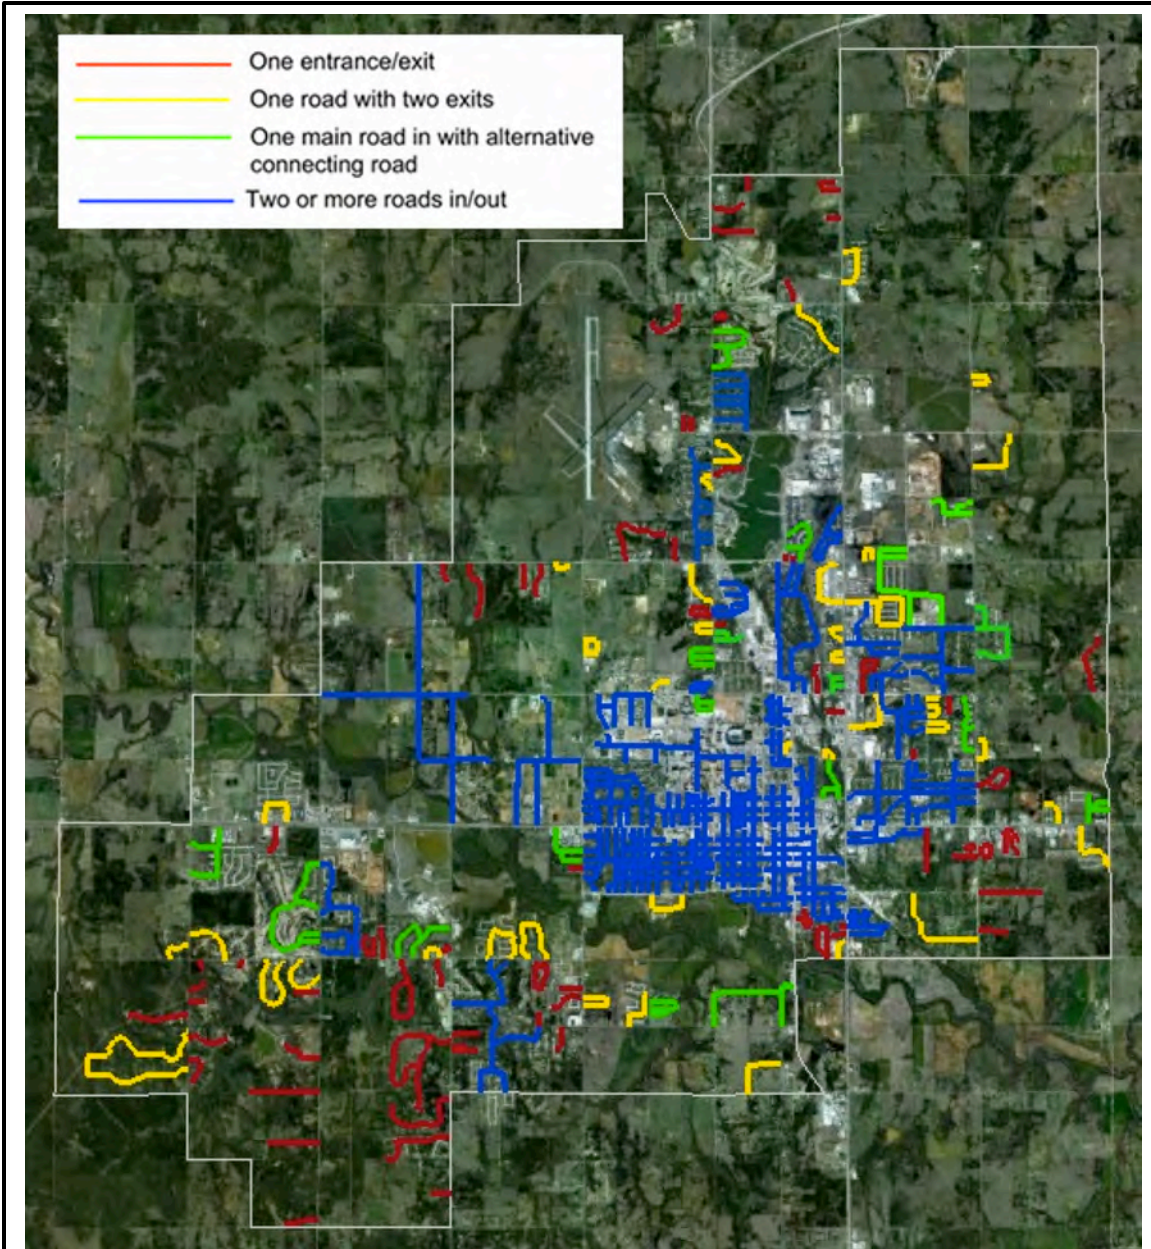 One entrance/exit
One road with two exits
One main road in with alternative
connecting road
Two or more roads in/out